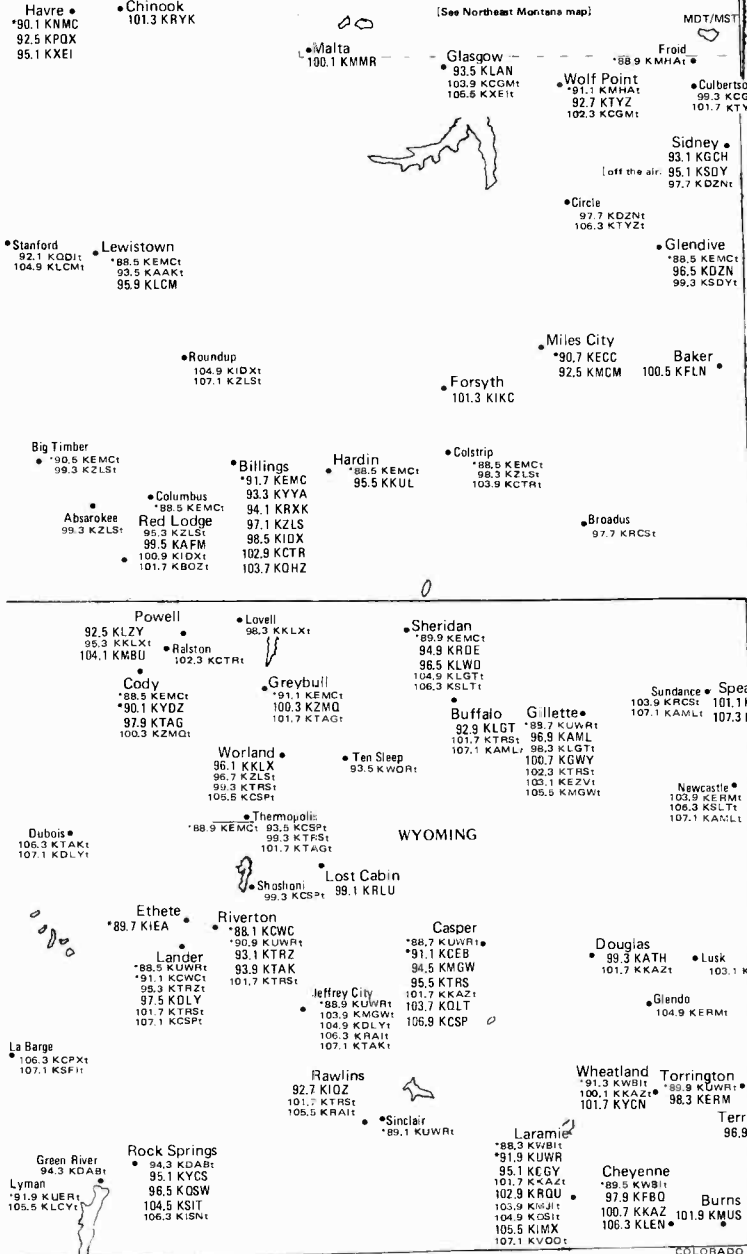 Havre
*90.1 KNMC
92.5 KPQX
95.1 KXEI
Chinook
101.3 KRYK
[See Northeast Montana map]
MDT/MST
Malta
100.1 KMMR
Glasgow
93.5 KLAN
103.9 KCGMt
105.5 KXEIt
Froid
*88.9 KMHAt
Wolf Point
*91.1 KMHAt
92.7 KTYZ
102.3 KCGMt
Culbertso
99.3 KCG
101.7 KTY
Sidney
93.1 KGCH
[off the air: 95.1 KSDY
97.7 KDZNt
Circle
97.7 KDZNt
106.3 KTYZt
Stanford
92.1 KQDIt
104.9 KLCMt
Lewistown
*88.5 KEMCt
93.5 KAAKt
95.9 KLCM
Glendive
*88.5 KEMCt
96.5 KDZN
99.3 KSDYt
Roundup
104.9 KIDXt
107.1 KZLSt
Miles City
*90.7 KECC
92.5 KMCM
Baker
100.5 KFLN
Forsyth
101.3 KIKC
Big Timber
*90.5 KEMCt
99.3 KZLSt
Billings
*91.7 KEMC
93.3 KYYA
94.1 KRXK
97.1 KZLS
98.5 KIDX
102.9 KCTR
103.7 KQHZ
Hardin
*88.5 KEMCt
95.5 KKUL
Colstrip
*88.5 KEMCt
98.3 KZLSt
103.9 KCTRt
Absarokee
99.3 KZLSt
Columbus
*88.5 KEMCt
Red Lodge
95.3 KZLSt
99.5 KAFM
100.9 KIDXt
101.7 KBOZt
Broadus
97.7 KRCSt
Powell
92.5 KLZY
95.3 KKLXt
104.1 KMBU
Lovell
98.3 KKLXt
Ralston
102.3 KCTRt
Sheridan
*89.9 KEMCt
94.9 KROE
96.5 KLWD
104.9 KLGTt
106.3 KSLTt
Cody
*88.5 KEMCt
*90.1 KYDZ
97.9 KTAG
100.3 KZMQt
Greybull
*91.1 KEMCt
100.3 KZMQ
101.7 KTAGt
Buffalo
92.9 KLGT
101.7 KTRSt
107.1 KAMLt
Gillette
*88.7 KUWRt
96.9 KAML
98.3 KLGTt
100.7 KGWY
102.3 KTRSt
103.1 KEZVt
105.5 KMGWt
Sundance
103.9 KRCSt
107.1 KAMLt
Spea
101.1
107.3
Worland
96.1 KKLX
96.7 KZLSt
99.3 KTRSt
105.5 KCSPt
Ten Sleep
93.5 KWORt
Newcastle
103.9 KERMt
106.3 KSLTt
107.1 KAMLt
Thermopolis
*88.9 KEMCt 93.5 KCSPt
99.3 KTRSt
101.7 KTAGt
Dubois
106.3 KTAKt
107.1 KDLYt
WYOMING
Shoshoni
99.3 KCSPt
Lost Cabin
99.1 KRLU
Ethete
*89.7 KIEA
Riverton
*88.1 KCWC
*90.9 KUWRt
93.1 KTRZ
93.9 KTAK
101.7 KTRSt
Lander
*88.5 KUWRt
*91.1 KCWCt
95.3 KTRZt
97.5 KDLY
101.7 KTRSt
107.1 KCSPt
Casper
*88.7 KUWRt
*91.1 KCEB
94.5 KMGW
95.5 KTRS
101.7 KKAZt
103.7 KQLT
106.9 KCSP
Douglas
99.3 KATH
101.7 KKAZt
Lusk
103.1 K
Jeffrey City
*88.9 KUWRt
103.9 KMGWt
104.9 KDLYt
106.3 KRAIt
107.1 KTAKt
Glendo
104.9 KERMt
La Barge
106.3 KCPXt
107.1 KSFIt
Rawlins
92.7 KIQZ
101.7 KTRSt
105.5 KRAIt
Sinclair
*89.1 KUWRt
Wheatland
*91.3 KWBIt
100.1 KKAZt
101.7 KYCN
Torrington
*89.9 KUWRt
98.3 KERM
Terr
96.9
Laramie
*88.3 KWBIt
*91.9 KUWR
95.1 KCGY
101.7 KKAZt
102.9 KRQU
103.9 KMJIt
104.9 KOSIt
105.5 KIMX
107.1 KVODt
Green River
94.3 KDABt
Rock Springs
94.3 KDABt
95.1 KYCS
96.5 KQSW
104.5 KSIT
106.3 KISNt
Lyman
*91.9 KUERt
105.5 KLCYt
Cheyenne
*89.5 KWBIt
97.9 KFBQ
100.7 KKAZ
106.3 KLEN
Burns
101.9 KMUS
COLORADO